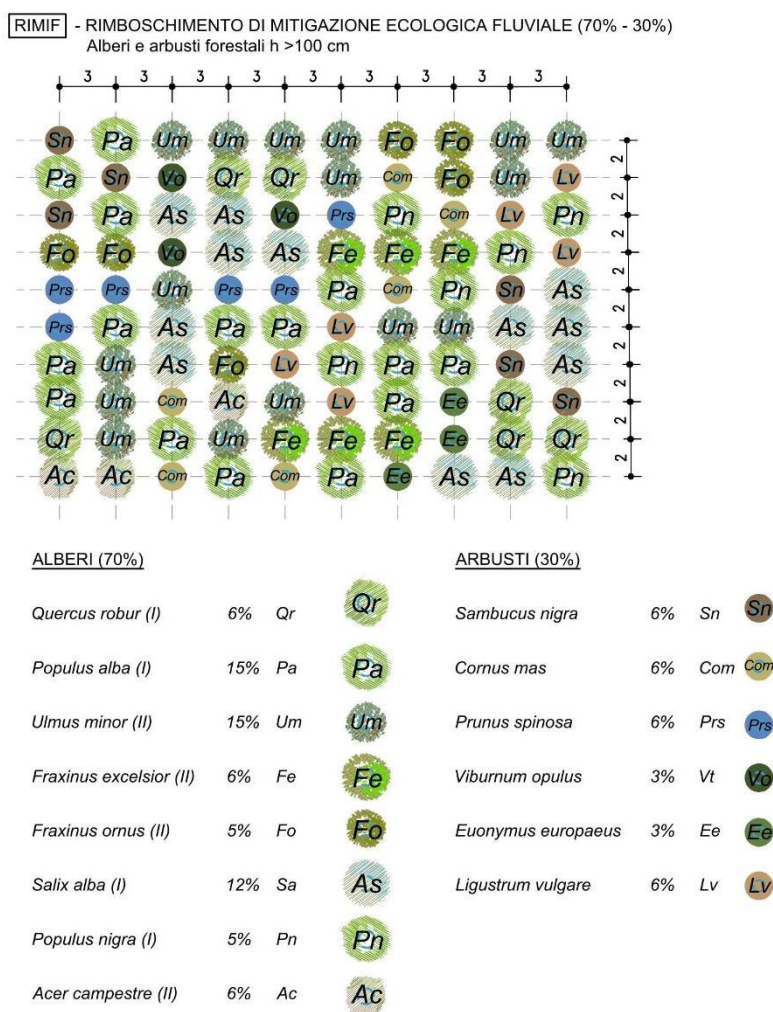 RIMIF - RIMBOSCHIMENTO DI MITIGAZIONE ECOLOGICA FLUVIALE (70% - 30%)
Alberi e arbusti forestali h >100 cm
3 3 3 3 3 3 3 3 3
Sn Pa Um Um Um Um Fo Fo Um Um
2
Pa Sn Vo Qr Qr Um Com Fo Um Lv
2
Sn Pa As As Vo Prs Pn Com Lv Pn
2
Fo Fo Vo As As Fe Fe Fe Pn Lv
2
Prs Prs Um Prs Prs Pa Com Pn Sn As
2
Prs Pa As Pa Pa Lv Um Um As As
2
Pa Um As Fo Lv Pn Pa Pa Sn As
2
Pa Um Com Ac Um Lv Pa Ee Qr Sn
2
Qr Um Pa Um Fe Fe Fe Ee Qr Qr
2
Ac Ac Com Pa Com Pa Ee As As Pn
ALBERI (70%)
Quercus robur (I) 6% Qr Qr
Populus alba (I) 15% Pa Pa
Ulmus minor (II) 15% Um Um
Fraxinus excelsior (II) 6% Fe Fe
Fraxinus ornus (II) 5% Fo Fo
Salix alba (I) 12% Sa As
Populus nigra (I) 5% Pn Pn
Acer campestre (II) 6% Ac Ac
ARBUSTI (30%)
Sambucus nigra 6% Sn Sn
Cornus mas 6% Com Com
Prunus spinosa 6% Prs Prs
Viburnum opulus 3% Vt Vo
Euonymus europaeus 3% Ee Ee
Ligustrum vulgare 6% Lv Lv